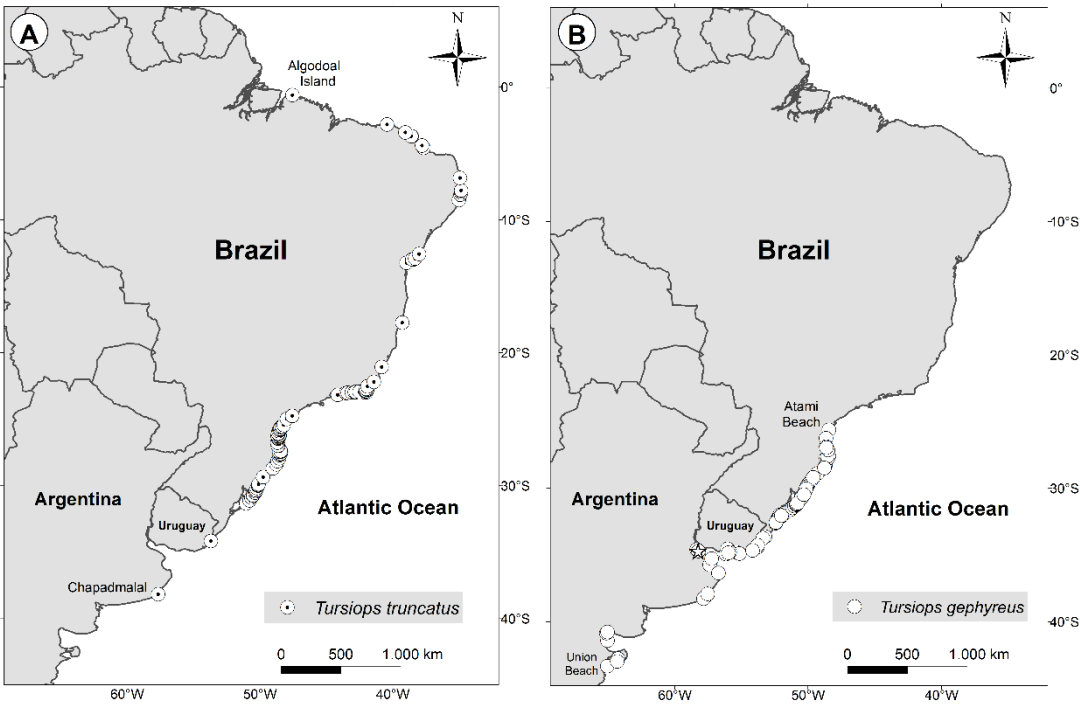 A
N
Algodoal
Island
0°
Brazil
10°S
20°S
Argentina
30°S
Atlantic Ocean
Uruguay
Chapadmalal
Tursiops truncatus
40°S
0 500 1.000 km
60°W 50°W 40°W
B
N
0°
Brazil
10°S
20°S
Atami
Beach
Argentina
30°S
Atlantic Ocean
Uruguay
Tursiops gephyreus
40°S
Union
Beach
0 500 1.000 km
60°W 50°W 40°W